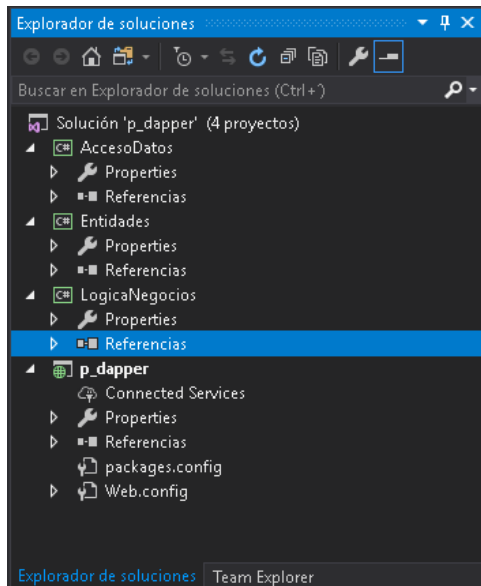 Explorador de soluciones
Buscar en Explorador de soluciones (Ctrl+´)
Solución 'p_dapper' (4 proyectos)
C# AccesoDatos
Properties
Referencias
C# Entidades
Properties
Referencias
C# LogicaNegocios
Properties
Referencias
p_dapper
Connected Services
Properties
Referencias
packages.config
Web.config
Explorador de soluciones Team Explorer